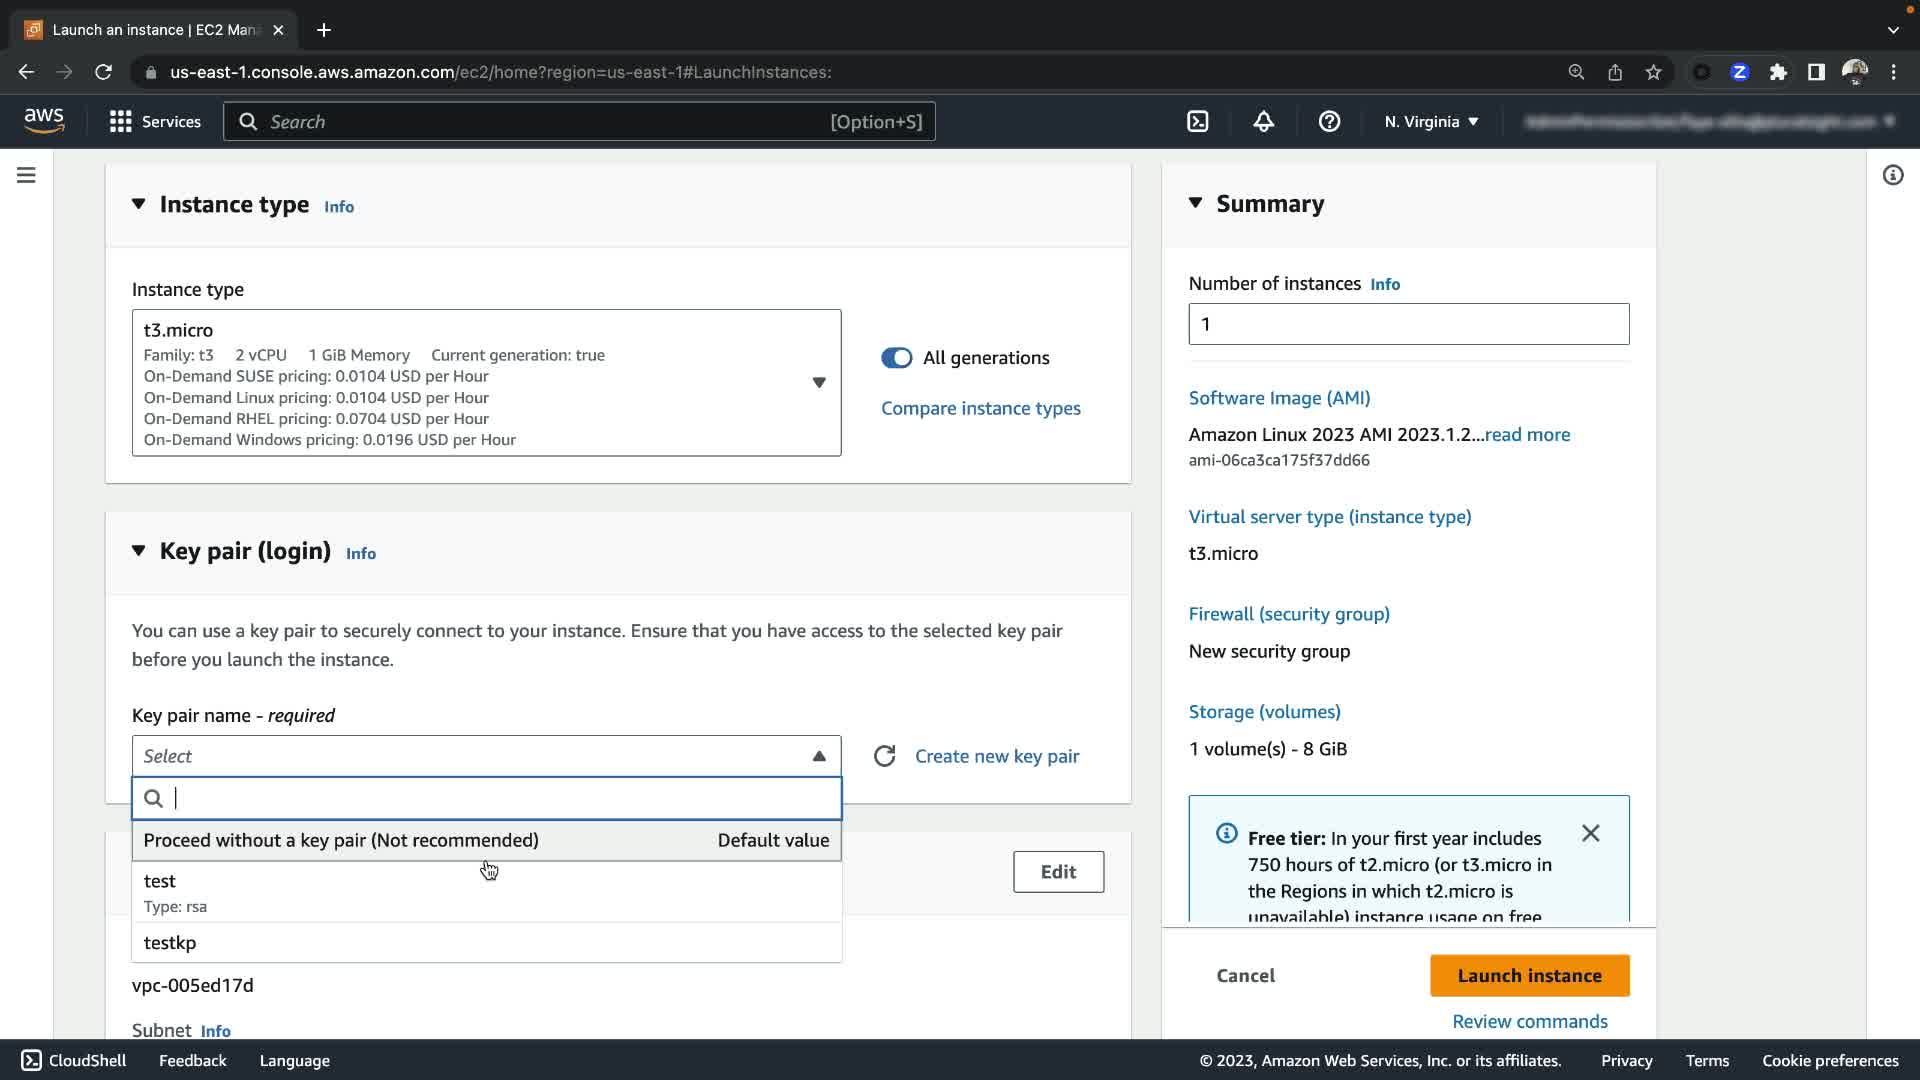 Launch an instance | EC2 Man
us-east-1.console.aws.amazon.com/ec2/home?region=us-east-1#LaunchInstances:
aws
Services
Search
[Option+S]
N. Virginia
Instance type Info
Instance type
t3.micro
Family: t3 2 vCPU 1 GiB Memory Current generation: true
On-Demand SUSE pricing: 0.0104 USD per Hour
On-Demand Linux pricing: 0.0104 USD per Hour
On-Demand RHEL pricing: 0.0704 USD per Hour
On-Demand Windows pricing: 0.0196 USD per Hour
All generations
Compare instance types
Key pair (login) Info
You can use a key pair to securely connect to your instance. Ensure that you have access to the selected key pair
before you launch the instance.
Key pair name - required
Select
Create new key pair
Proceed without a key pair (Not recommended) Default value
test
Type: rsa
testkp
Edit
vpc-005ed17d
Subnet Info
Summary
Number of instances Info
1
Software Image (AMI)
Amazon Linux 2023 AMI 2023.1.2...read more
ami-06ca3ca175f37dd66
Virtual server type (instance type)
t3.micro
Firewall (security group)
New security group
Storage (volumes)
1 volume(s) - 8 GiB
Free tier: In your first year includes
750 hours of t2.micro (or t3.micro in
the Regions in which t2.micro is
unavailable) instance usage on free
Cancel
Launch instance
Review commands
CloudShell
Feedback
Language
© 2023, Amazon Web Services, Inc. or its affiliates.
Privacy
Terms
Cookie preferences